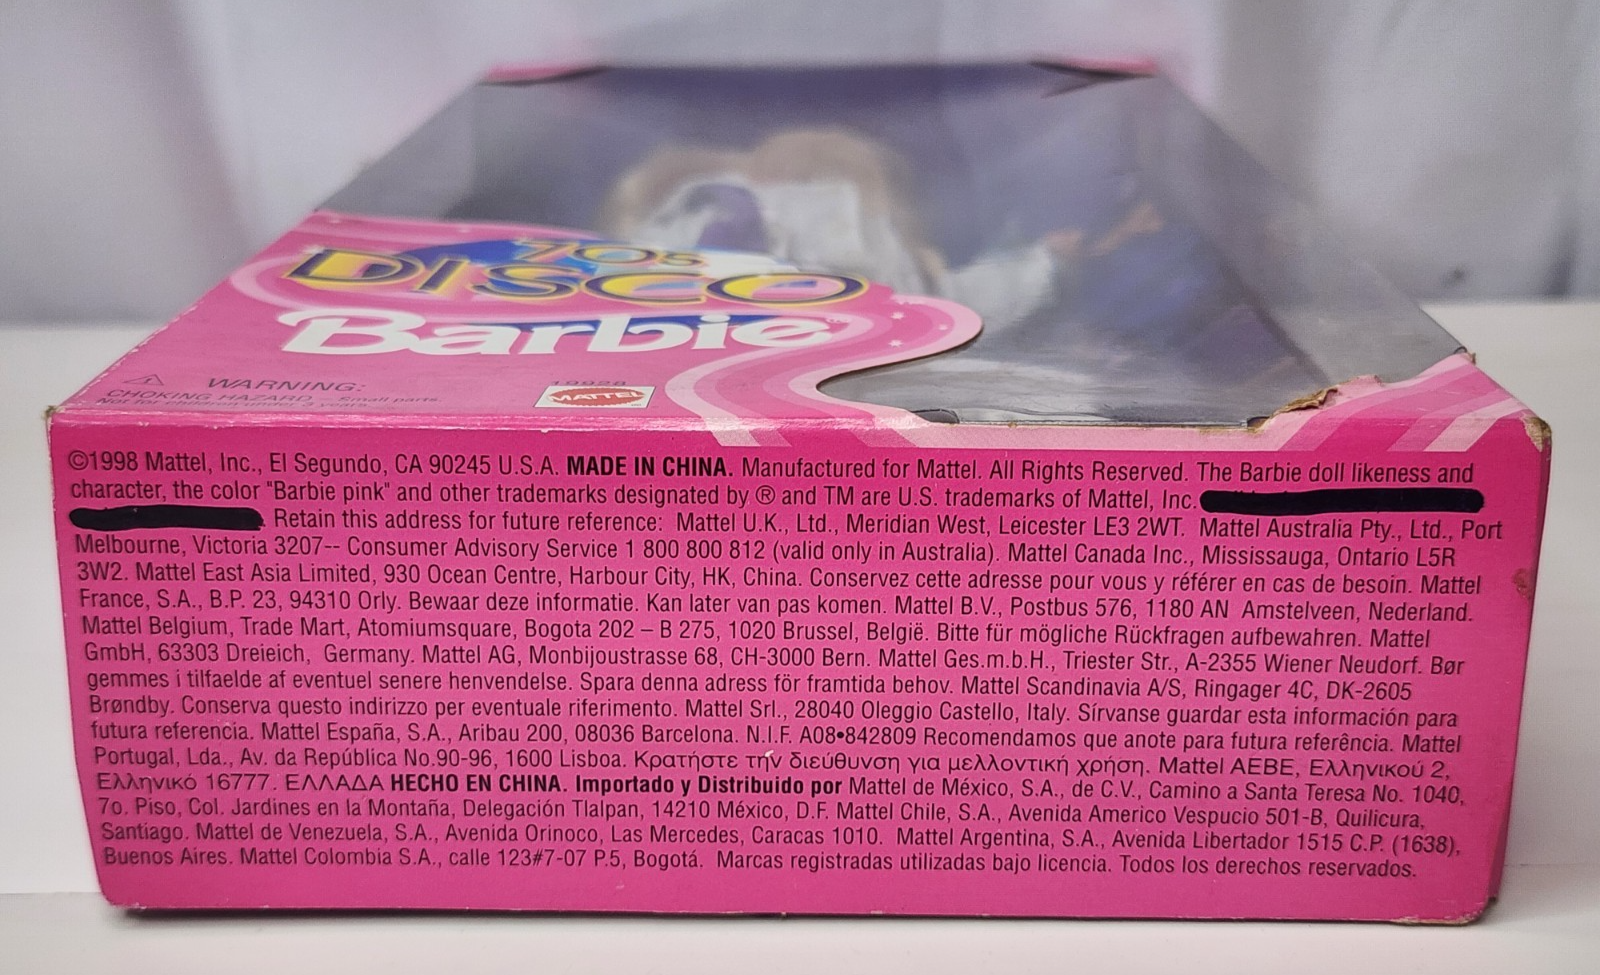 '70s
DISCO
Barbie
WARNING:
CHOKING HAZARD – Small parts.
Not for children under 3 years.
19928
MATTEL
©1998 Mattel, Inc., El Segundo, CA 90245 U.S.A. MADE IN CHINA. Manufactured for Mattel. All Rights Reserved. The Barbie doll likeness and
character, the color "Barbie pink" and other trademarks designated by ® and TM are U.S. trademarks of Mattel, Inc.
Retain this address for future reference: Mattel U.K., Ltd., Meridian West, Leicester LE3 2WT. Mattel Australia Pty., Ltd., Port
Melbourne, Victoria 3207-- Consumer Advisory Service 1 800 800 812 (valid only in Australia). Mattel Canada Inc., Mississauga, Ontario L5R
3W2. Mattel East Asia Limited, 930 Ocean Centre, Harbour City, HK, China. Conservez cette adresse pour vous y référer en cas de besoin. Mattel
France, S.A., B.P. 23, 94310 Orly. Bewaar deze informatie. Kan later van pas komen. Mattel B.V., Postbus 576, 1180 AN Amstelveen, Nederland.
Mattel Belgium, Trade Mart, Atomiumsquare, Bogota 202 – B 275, 1020 Brussel, België. Bitte für mögliche Rückfragen aufbewahren. Mattel
GmbH, 63303 Dreieich, Germany. Mattel AG, Monbijoustrasse 68, CH-3000 Bern. Mattel Ges.m.b.H., Triester Str., A-2355 Wiener Neudorf. Bør
gemmes i tilfaelde af eventuel senere henvendelse. Spara denna adress för framtida behov. Mattel Scandinavia A/S, Ringager 4C, DK-2605
Brøndby. Conserva questo indirizzo per eventuale riferimento. Mattel Srl., 28040 Oleggio Castello, Italy. Sírvanse guardar esta información para
futura referencia. Mattel España, S.A., Aribau 200, 08036 Barcelona. N.I.F. A08•842809 Recomendamos que anote para futura referência. Mattel
Portugal, Lda., Av. da República No.90-96, 1600 Lisboa. Κρατήστε τήν διεύθυνση για μελλοντική χρήση. Mattel AEBE, Ελληνικού 2,
Ελληνικό 16777. ΕΛΛΑΔΑ HECHO EN CHINA. Importado y Distribuido por Mattel de México, S.A., de C.V., Camino a Santa Teresa No. 1040,
7o. Piso, Col. Jardines en la Montaña, Delegación Tlalpan, 14210 México, D.F. Mattel Chile, S.A., Avenida Americo Vespucio 501-B, Quilicura,
Santiago. Mattel de Venezuela, S.A., Avenida Orinoco, Las Mercedes, Caracas 1010. Mattel Argentina, S.A., Avenida Libertador 1515 C.P. (1638),
Buenos Aires. Mattel Colombia S.A., calle 123#7-07 P.5, Bogotá. Marcas registradas utilizadas bajo licencia. Todos los derechos reservados.